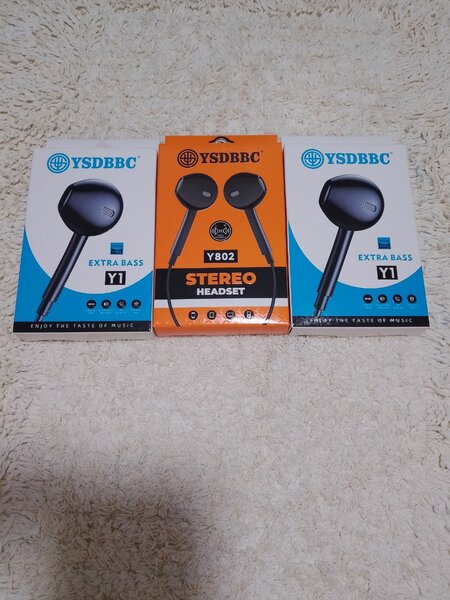 YSDBBC
EXTRA BASS
Y1
ENJOY THE TASTE OF MUSIC
YSDBBC
Y802
STEREO
HEADSET
YSDBBC
EXTRA BASS
Y1
ENJOY THE TASTE OF MUSIC